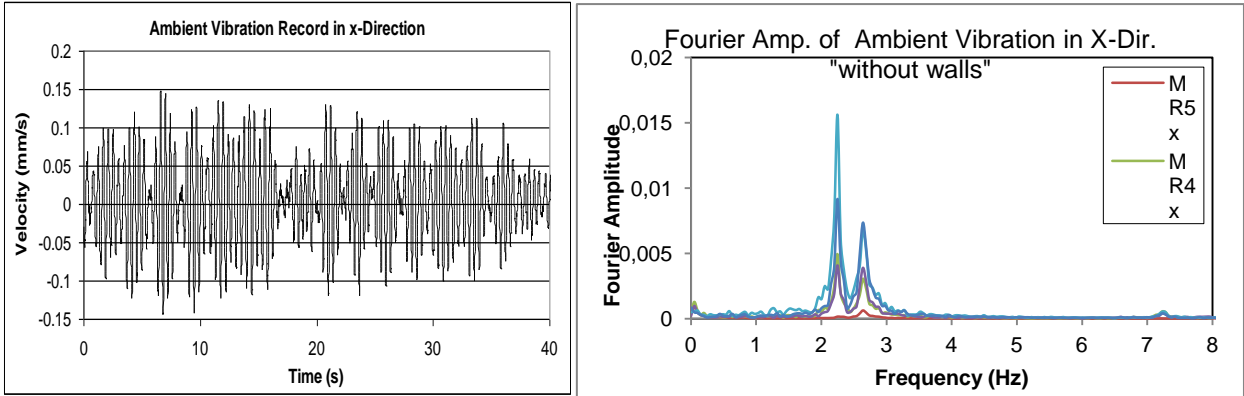 Ambient Vibration Record in x-Direction
0.2
0.15
0.1
0.05
0
-0.05
-0.1
-0.15
Velocity (mm/s)
0 10 20 30 40
Time (s)
Fourier Amp. of Ambient Vibration in X-Dir.
"without walls"
0,02
0,015
0,01
0,005
0
Fourier Amplitude
M
R5
x
M
R4
x
0 1 2 3 4 5 6 7 8
Frequency (Hz)